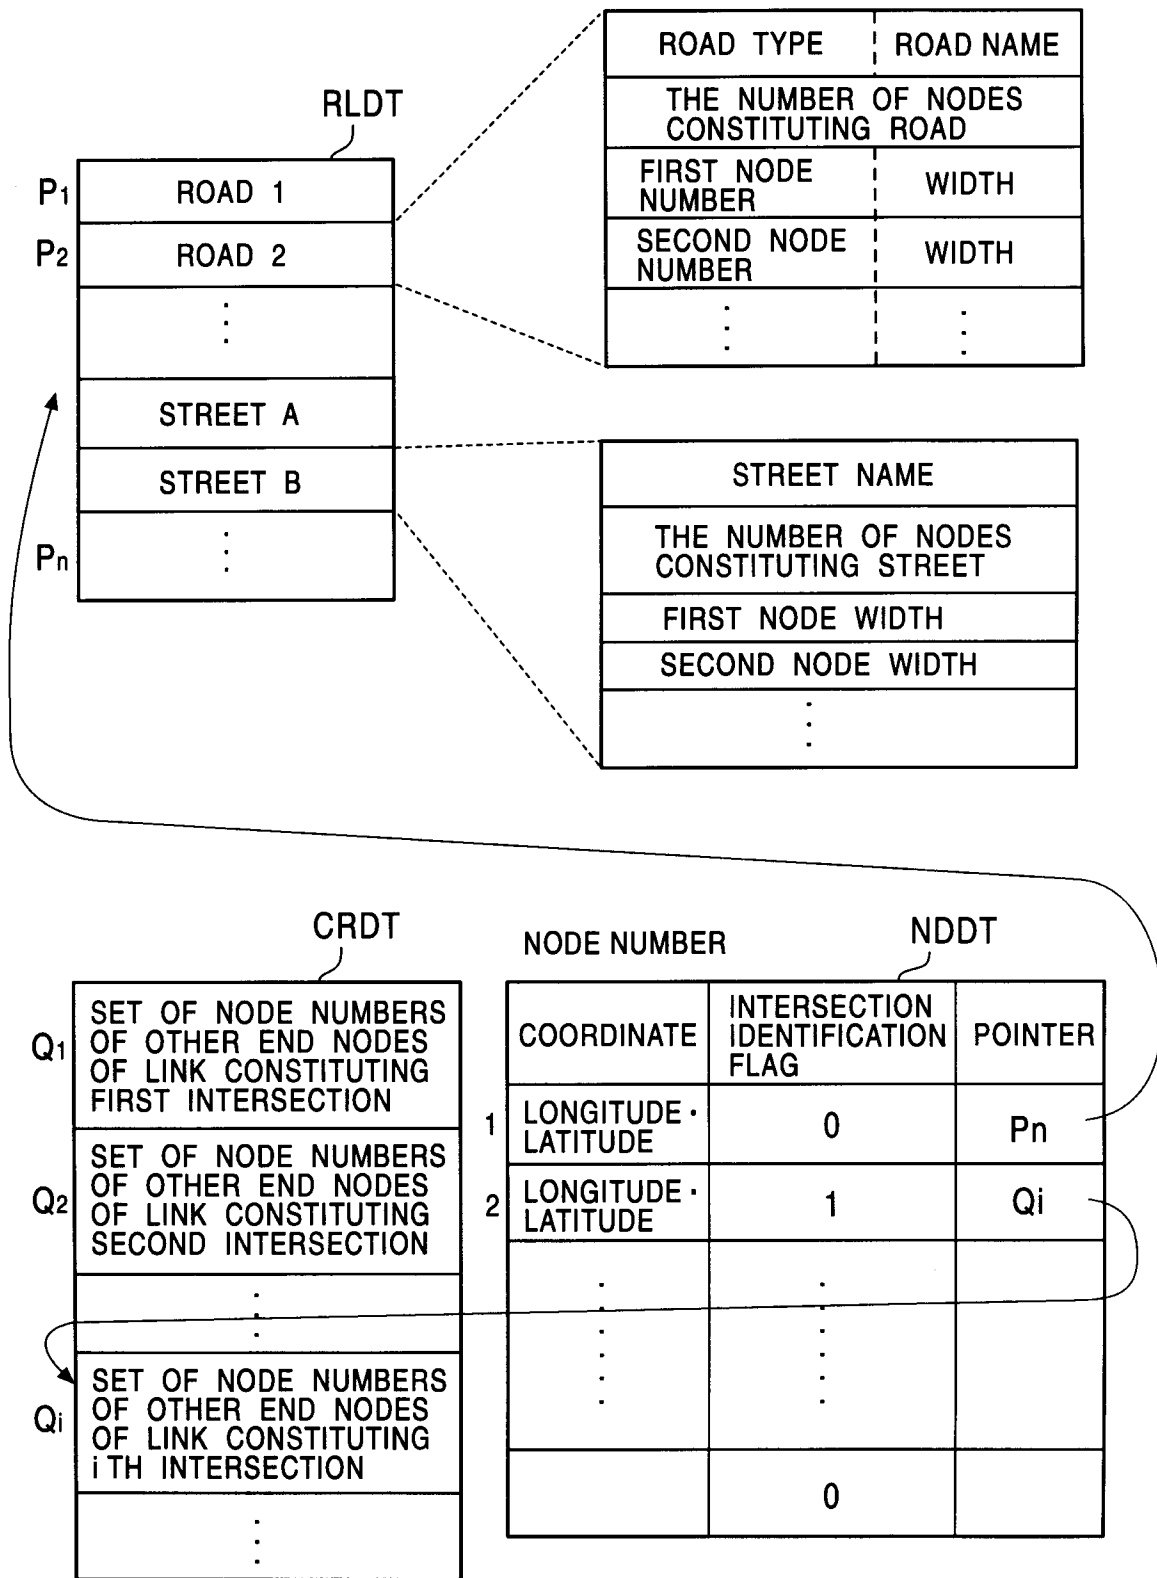 RLDT
P1
ROAD 1
P2
ROAD 2
STREET A
STREET B
Pn
ROAD TYPE
ROAD NAME
THE NUMBER OF NODES
CONSTITUTING ROAD
FIRST NODE
NUMBER
WIDTH
SECOND NODE
NUMBER
WIDTH
STREET NAME
THE NUMBER OF NODES
CONSTITUTING STREET
FIRST NODE WIDTH
SECOND NODE WIDTH
CRDT
Q1
SET OF NODE NUMBERS
OF OTHER END NODES
OF LINK CONSTITUTING
FIRST INTERSECTION
Q2
SET OF NODE NUMBERS
OF OTHER END NODES
OF LINK CONSTITUTING
SECOND INTERSECTION
Qi
SET OF NODE NUMBERS
OF OTHER END NODES
OF LINK CONSTITUTING
i TH INTERSECTION
NODE NUMBER
NDDT
COORDINATE
INTERSECTION
IDENTIFICATION
FLAG
POINTER
1
LONGITUDE·
LATITUDE
0
Pn
2
LONGITUDE·
LATITUDE
1
Qi
0